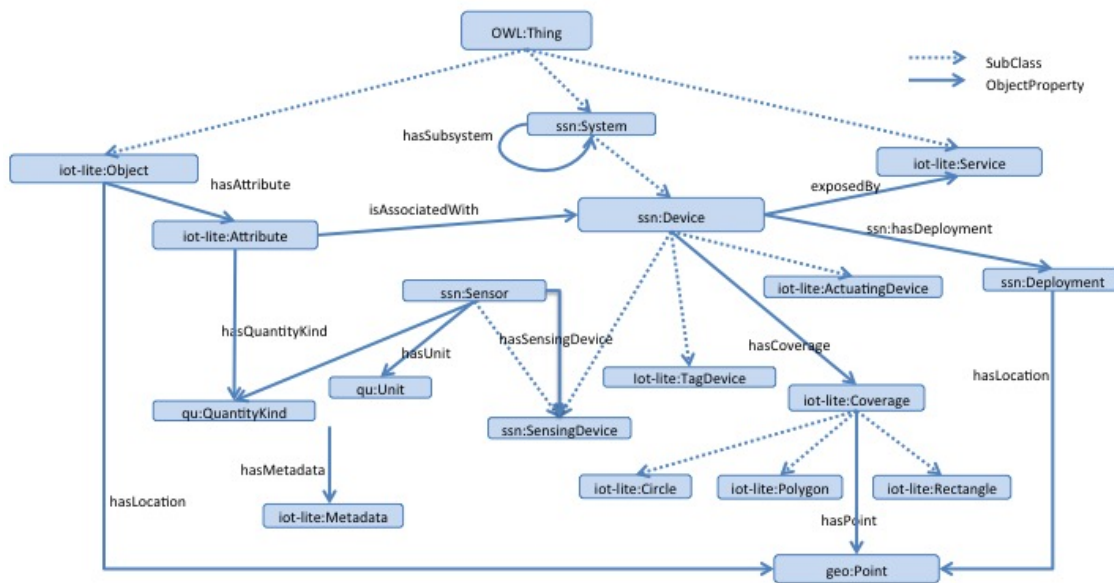 OWL:Thing
SubClass
ObjectProperty
ssn:System
hasSubsystem
iot-lite:Object
iot-lite:Service
hasAttribute
exposedBy
isAssociatedWith
ssn:Device
iot-lite:Attribute
ssn:hasDeployment
ssn:Sensor
iot-lite:ActuatingDevice
ssn:Deployment
hasQuantityKind
hasSensingDevice
hasUnit
hasCoverage
Iot-lite:TagDevice
hasLocation
qu:Unit
iot-lite:Coverage
qu:QuantityKind
ssn:SensingDevice
hasMetadata
iot-lite:Circle
iot-lite:Polygon
iot-lite:Rectangle
hasLocation
iot-lite:Metadata
hasPoint
geo:Point